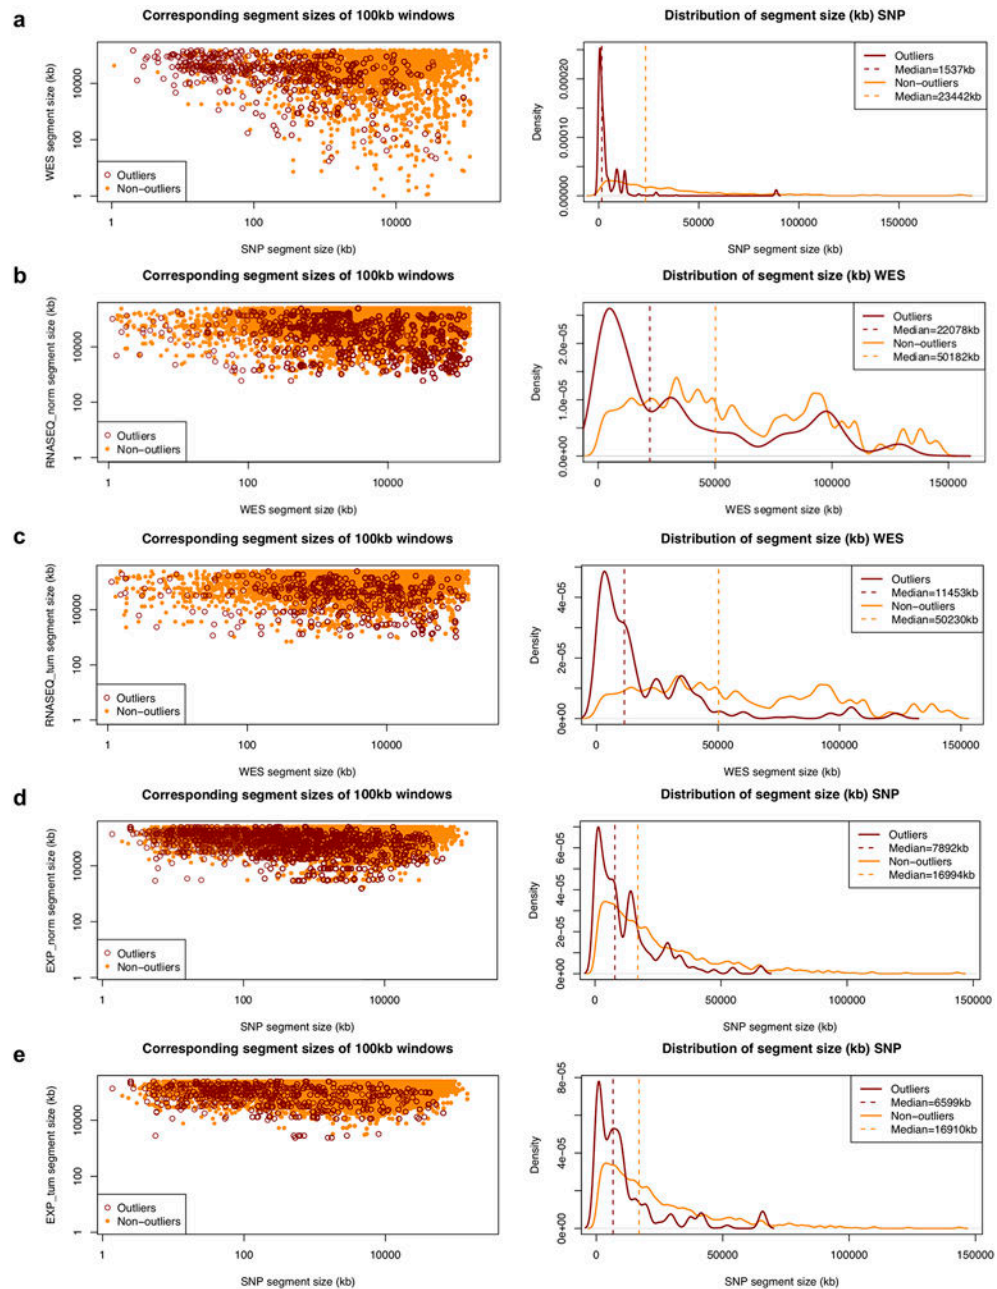 a
Corresponding segment sizes of 100kb windows
WES segment size (kb)
10000
100
1
Outliers
Non-outliers
1
100
10000
SNP segment size (kb)
Distribution of segment size (kb) SNP
Density
0.00020
0.00010
0.00000
Outliers
Median=1537kb
Non-outliers
Median=23442kb
0
50000
100000
150000
SNP segment size (kb)
b
Corresponding segment sizes of 100kb windows
RNASEQ_norm segment size (kb)
10000
100
1
Outliers
Non-outliers
1
100
10000
WES segment size (kb)
Distribution of segment size (kb) WES
Density
2.0e-05
1.0e-05
0.0e+00
Outliers
Median=22078kb
Non-outliers
Median=50182kb
0
50000
100000
150000
WES segment size (kb)
c
Corresponding segment sizes of 100kb windows
RNASEQ_tum segment size (kb)
10000
100
1
Outliers
Non-outliers
1
100
10000
WES segment size (kb)
Distribution of segment size (kb) WES
Density
4e-05
2e-05
0e+00
Outliers
Median=11453kb
Non-outliers
Median=50230kb
0
50000
100000
150000
WES segment size (kb)
d
Corresponding segment sizes of 100kb windows
EXP_norm segment size (kb)
10000
100
1
Outliers
Non-outliers
1
100
10000
SNP segment size (kb)
Distribution of segment size (kb) SNP
Density
6e-05
4e-05
2e-05
0e+00
Outliers
Median=7892kb
Non-outliers
Median=16994kb
0
50000
100000
150000
SNP segment size (kb)
e
Corresponding segment sizes of 100kb windows
EXP_tum segment size (kb)
10000
100
1
Outliers
Non-outliers
1
100
10000
SNP segment size (kb)
Distribution of segment size (kb) SNP
Density
8e-05
4e-05
0e+00
Outliers
Median=6599kb
Non-outliers
Median=16910kb
0
50000
100000
150000
SNP segment size (kb)